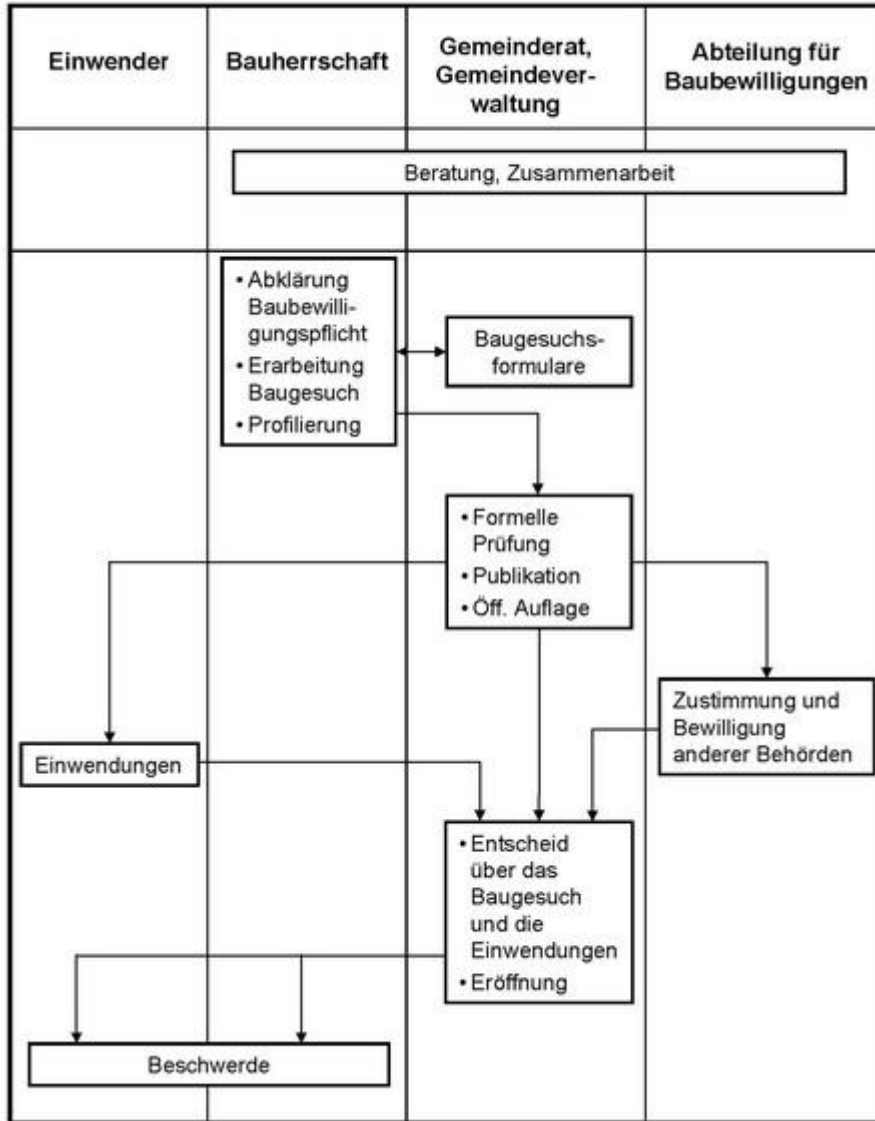 Einwender
Bauherrschaft
Gemeinderat,
Gemeindever-
waltung
Abteilung für
Baubewilligungen
Beratung, Zusammenarbeit
• Abklärung
Baubewilli-
gungspflicht
• Erarbeitung
Baugesuch
• Profilierung
Baugesuchs-
formulare
• Formelle
Prüfung
• Publikation
• Öff. Auflage
Zustimmung und
Bewilligung
anderer Behörden
Einwendungen
• Entscheid
über das
Baugesuch
und die
Einwendungen
• Eröffnung
Beschwerde